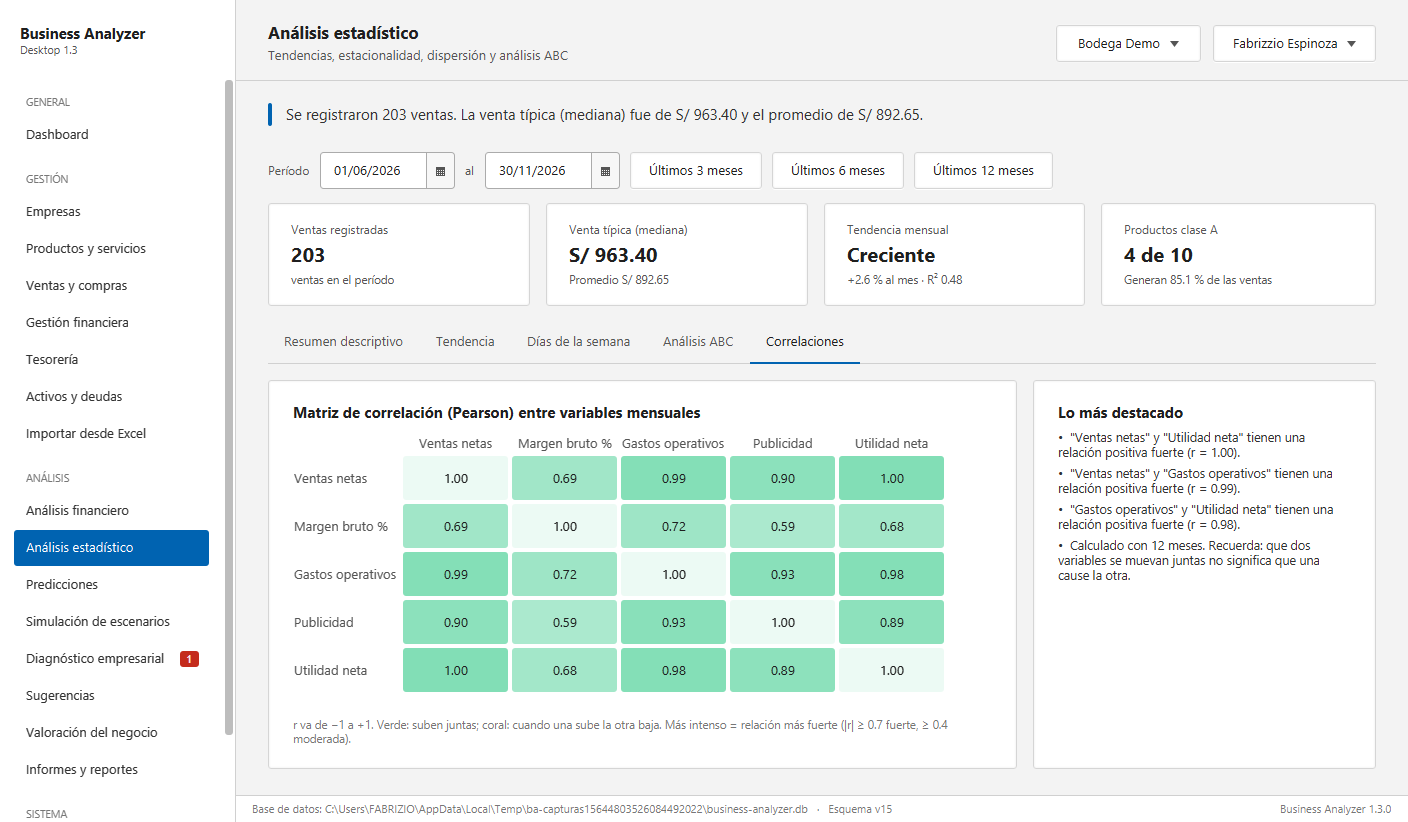 Business Analyzer
Desktop 1.3
GENERAL
Dashboard
GESTIÓN
Empresas
Productos y servicios
Ventas y compras
Gestión financiera
Tesorería
Activos y deudas
Importar desde Excel
ANÁLISIS
Análisis financiero
Análisis estadístico
Predicciones
Simulación de escenarios
Diagnóstico empresarial 1
Sugerencias
Valoración del negocio
Informes y reportes
SISTEMA
Análisis estadístico
Tendencias, estacionalidad, dispersión y análisis ABC
Bodega Demo
Fabrizzio Espinoza
Se registraron 203 ventas. La venta típica (mediana) fue de S/ 963.40 y el promedio de S/ 892.65.
Período 01/06/2026 al 30/11/2026 Últimos 3 meses Últimos 6 meses Últimos 12 meses
Ventas registradas
203
ventas en el período
Venta típica (mediana)
S/ 963.40
Promedio S/ 892.65
Tendencia mensual
Creciente
+2.6 % al mes · R² 0.48
Productos clase A
4 de 10
Generan 85.1 % de las ventas
Resumen descriptivo Tendencia Días de la semana Análisis ABC Correlaciones
Matriz de correlación (Pearson) entre variables mensuales
Ventas netas Margen bruto % Gastos operativos Publicidad Utilidad neta
Ventas netas 1.00 0.69 0.99 0.90 1.00
Margen bruto % 0.69 1.00 0.72 0.59 0.68
Gastos operativos 0.99 0.72 1.00 0.93 0.98
Publicidad 0.90 0.59 0.93 1.00 0.89
Utilidad neta 1.00 0.68 0.98 0.89 1.00
r va de −1 a +1. Verde: suben juntas; coral: cuando una sube la otra baja. Más intenso = relación más fuerte (|r| ≥ 0.7 fuerte, ≥ 0.4
moderada).
Lo más destacado
• "Ventas netas" y "Utilidad neta" tienen una
relación positiva fuerte (r = 1.00).
• "Ventas netas" y "Gastos operativos" tienen una
relación positiva fuerte (r = 0.99).
• "Gastos operativos" y "Utilidad neta" tienen una
relación positiva fuerte (r = 0.98).
• Calculado con 12 meses. Recuerda: que dos
variables se muevan juntas no significa que una
cause la otra.
Base de datos: C:\Users\FABRIZIO\AppData\Local\Temp\ba-capturas15644803526084492022\business-analyzer.db · Esquema v15
Business Analyzer 1.3.0